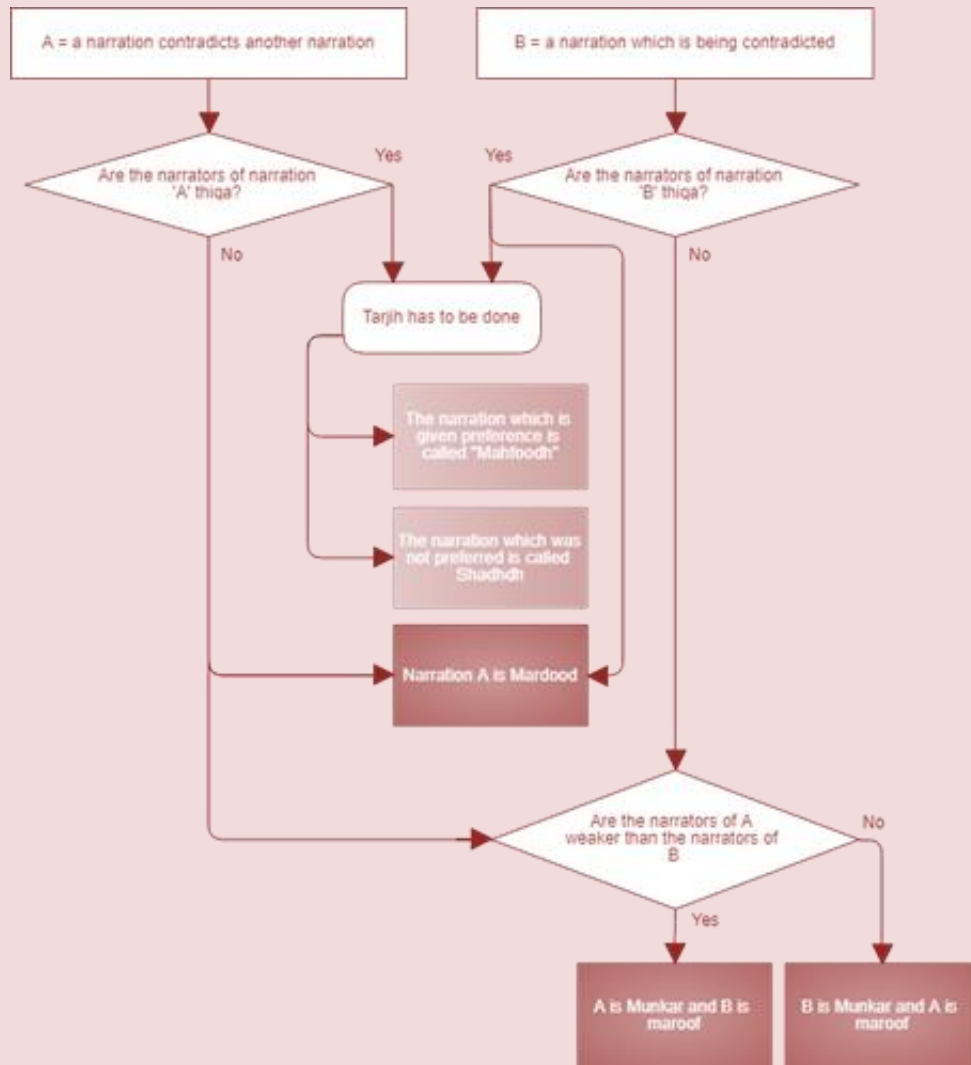 A = a narration contradicts another narration
B = a narration which is being contradicted
Are the narrators of narration
'A' thiqa?
Yes
Yes
Are the narrators of narration
'B' thiqa?
No
No
Tarjih has to be done
The narration which is
given preference is
called "Mahfoodh"
The narration which was
not preferred is called
Shadhdh
Narration A is Mardood
Are the narrators of A
weaker than the narrators of
B
No
Yes
A is Munkar and B is
maroof
B is Munkar and A is
maroof